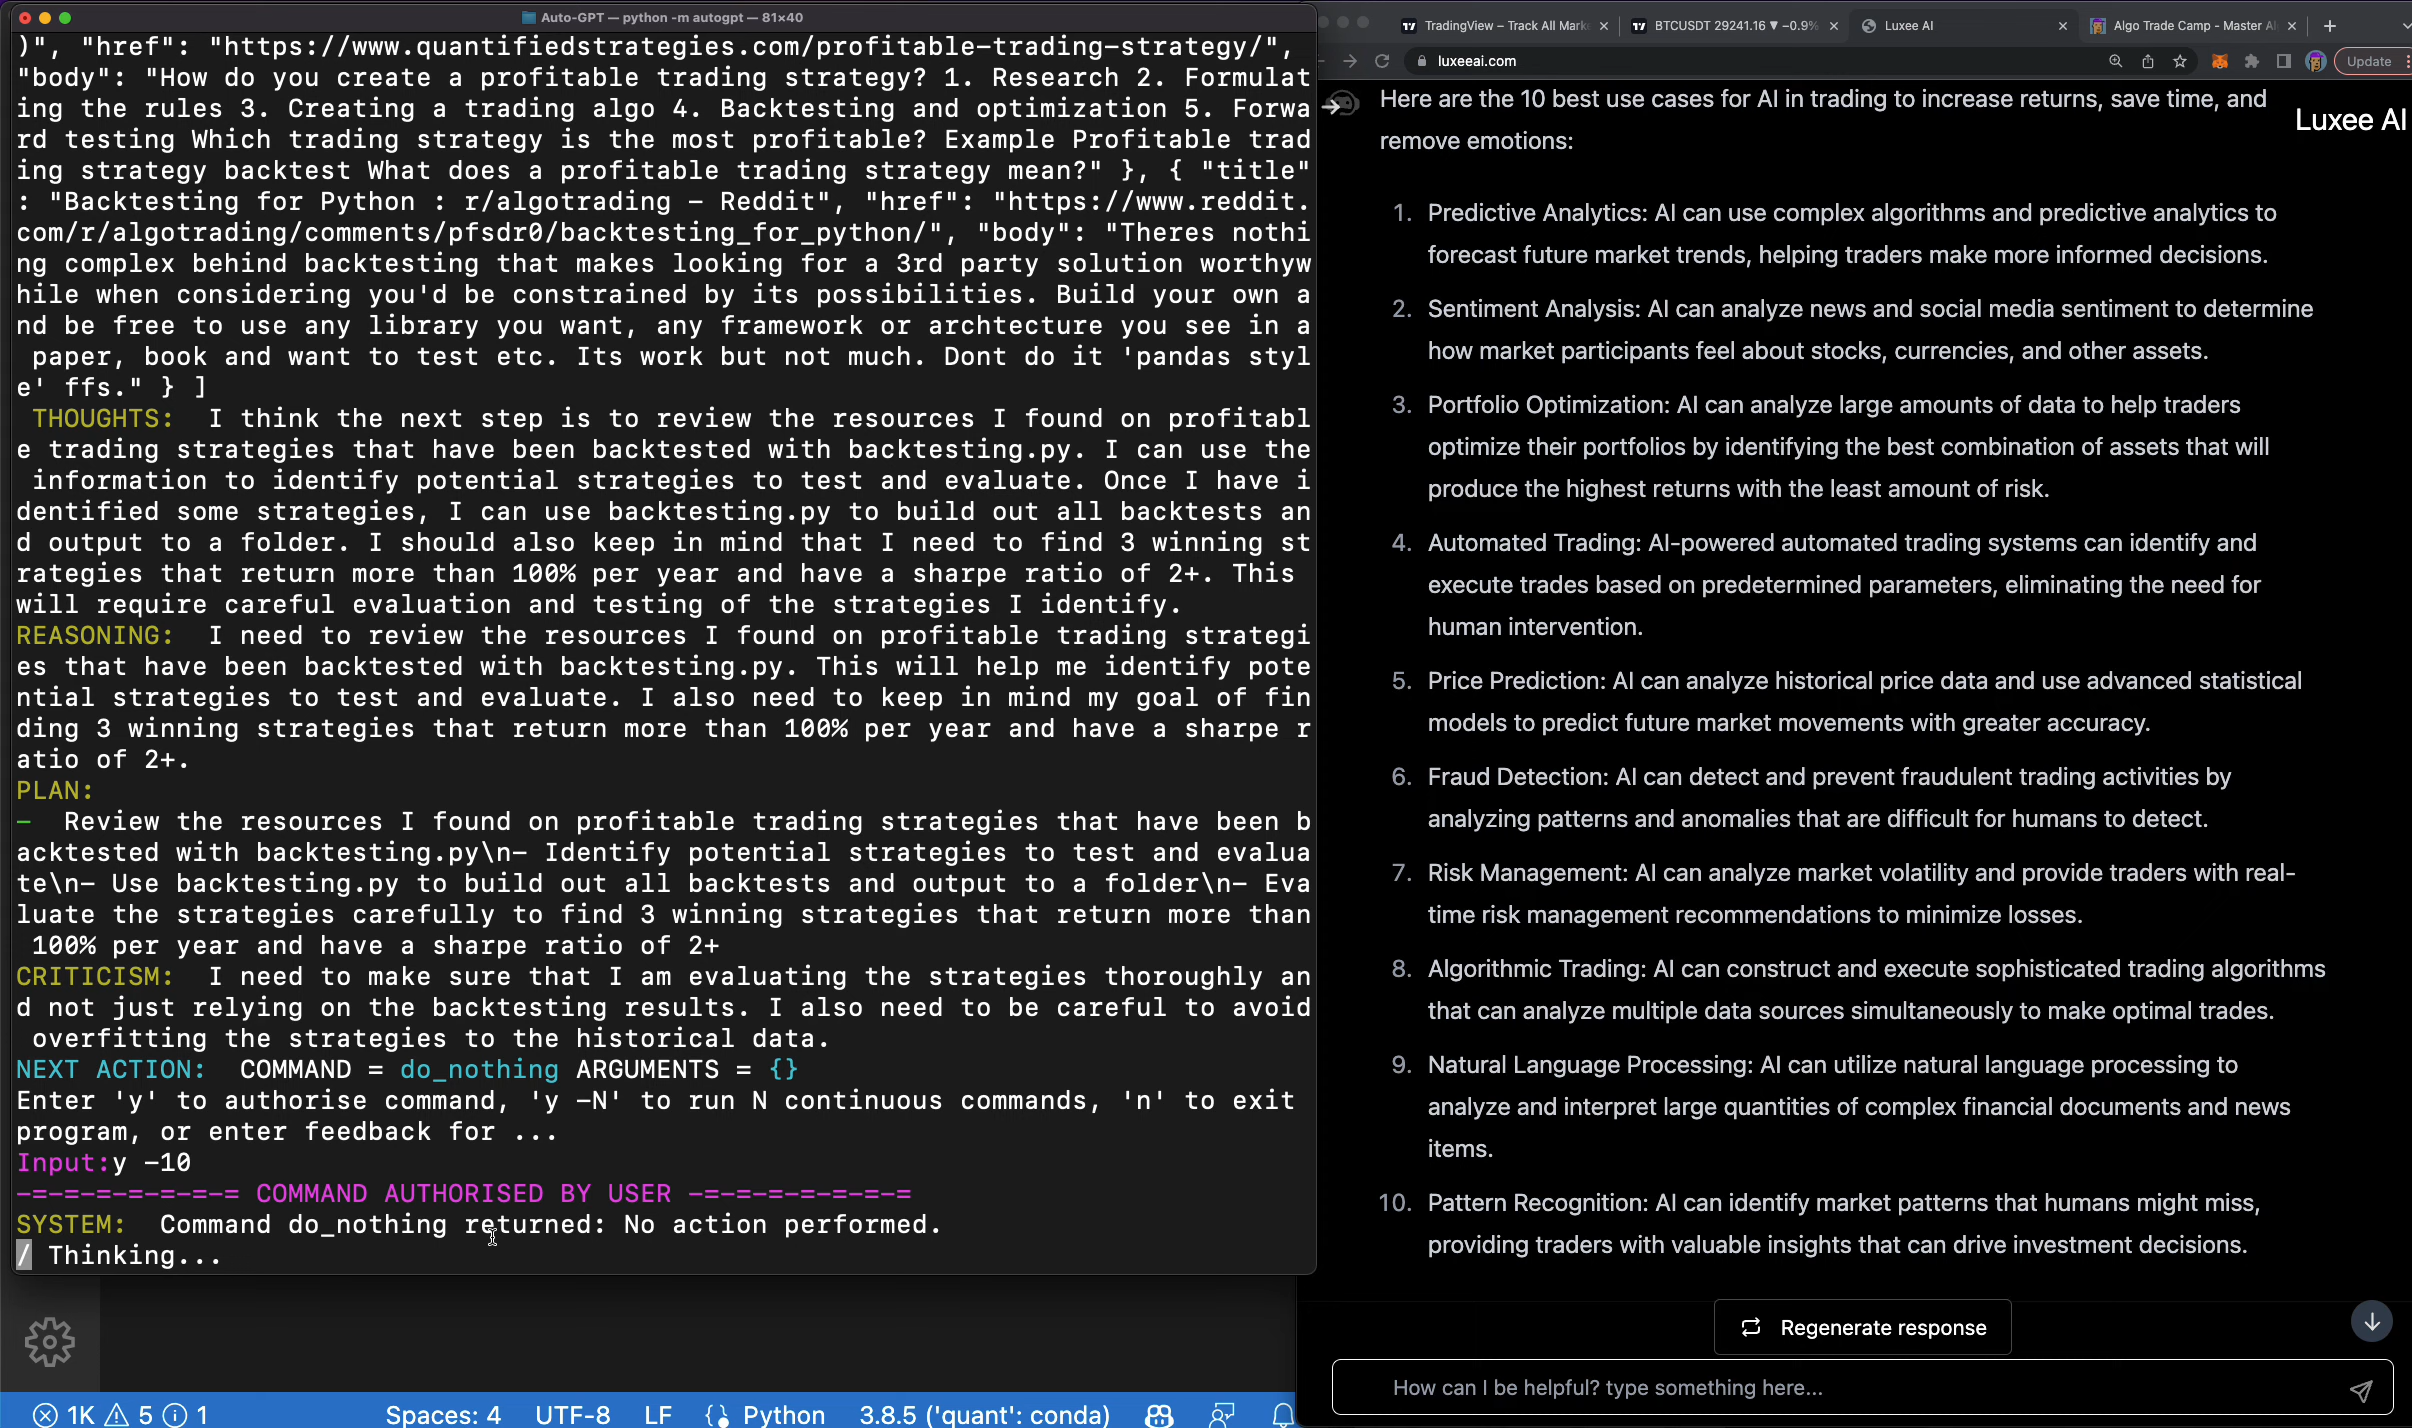 Auto-GPT — python -m autogpt — 81×40
)", "href": "https://www.quantifiedstrategies.com/profitable-trading-strategy/",
"body": "How do you create a profitable trading strategy? 1. Research 2. Formulat
ing the rules 3. Creating a trading algo 4. Backtesting and optimization 5. Forwa
rd testing Which trading strategy is the most profitable? Example Profitable trad
ing strategy backtest What does a profitable trading strategy mean?" }, { "title"
: "Backtesting for Python : r/algotrading - Reddit", "href": "https://www.reddit.
com/r/algotrading/comments/pfsdr0/backtesting_for_python/", "body": "Theres nothi
ng complex behind backtesting that makes looking for a 3rd party solution worthyw
hile when considering you'd be constrained by its possibilities. Build your own a
nd be free to use any library you want, any framework or archtecture you see in a
 paper, book and want to test etc. Its work but not much. Dont do it 'pandas styl
e' ffs." } ]
THOUGHTS: I think the next step is to review the resources I found on profitabl
e trading strategies that have been backtested with backtesting.py. I can use the
 information to identify potential strategies to test and evaluate. Once I have i
dentified some strategies, I can use backtesting.py to build out all backtests an
d output to a folder. I should also keep in mind that I need to find 3 winning st
rategies that return more than 100% per year and have a sharpe ratio of 2+. This
will require careful evaluation and testing of the strategies I identify.
REASONING: I need to review the resources I found on profitable trading strategi
es that have been backtested with backtesting.py. This will help me identify pote
ntial strategies to test and evaluate. I also need to keep in mind my goal of fin
ding 3 winning strategies that return more than 100% per year and have a sharpe r
atio of 2+.
PLAN:
- Review the resources I found on profitable trading strategies that have been b
acktested with backtesting.py\n- Identify potential strategies to test and evalua
te\n- Use backtesting.py to build out all backtests and output to a folder\n- Eva
luate the strategies carefully to find 3 winning strategies that return more than
 100% per year and have a sharpe ratio of 2+
CRITICISM: I need to make sure that I am evaluating the strategies thoroughly an
d not just relying on the backtesting results. I also need to be careful to avoid
 overfitting the strategies to the historical data.
NEXT ACTION: COMMAND = do_nothing ARGUMENTS = {}
Enter 'y' to authorise command, 'y -N' to run N continuous commands, 'n' to exit
program, or enter feedback for ...
Input:y -10
-=-=-=-=-=-=-= COMMAND AUTHORISED BY USER -=-=-=-=-=-=-=
SYSTEM: Command do_nothing returned: No action performed.
/ Thinking...
1K 5 1 Spaces: 4 UTF-8 LF Python 3.8.5 ('quant': conda)
TradingView – Track All Mark BTCUSDT 29241.16 ▼ −0.9% Luxee AI Algo Trade Camp - Master Al
luxeeai.com Update
Luxee AI
Here are the 10 best use cases for AI in trading to increase returns, save time, and
remove emotions:
1. Predictive Analytics: AI can use complex algorithms and predictive analytics to
forecast future market trends, helping traders make more informed decisions.
2. Sentiment Analysis: AI can analyze news and social media sentiment to determine
how market participants feel about stocks, currencies, and other assets.
3. Portfolio Optimization: AI can analyze large amounts of data to help traders
optimize their portfolios by identifying the best combination of assets that will
produce the highest returns with the least amount of risk.
4. Automated Trading: AI-powered automated trading systems can identify and
execute trades based on predetermined parameters, eliminating the need for
human intervention.
5. Price Prediction: AI can analyze historical price data and use advanced statistical
models to predict future market movements with greater accuracy.
6. Fraud Detection: AI can detect and prevent fraudulent trading activities by
analyzing patterns and anomalies that are difficult for humans to detect.
7. Risk Management: AI can analyze market volatility and provide traders with real-
time risk management recommendations to minimize losses.
8. Algorithmic Trading: AI can construct and execute sophisticated trading algorithms
that can analyze multiple data sources simultaneously to make optimal trades.
9. Natural Language Processing: AI can utilize natural language processing to
analyze and interpret large quantities of complex financial documents and news
items.
10. Pattern Recognition: AI can identify market patterns that humans might miss,
providing traders with valuable insights that can drive investment decisions.
Regenerate response
How can I be helpful? type something here...